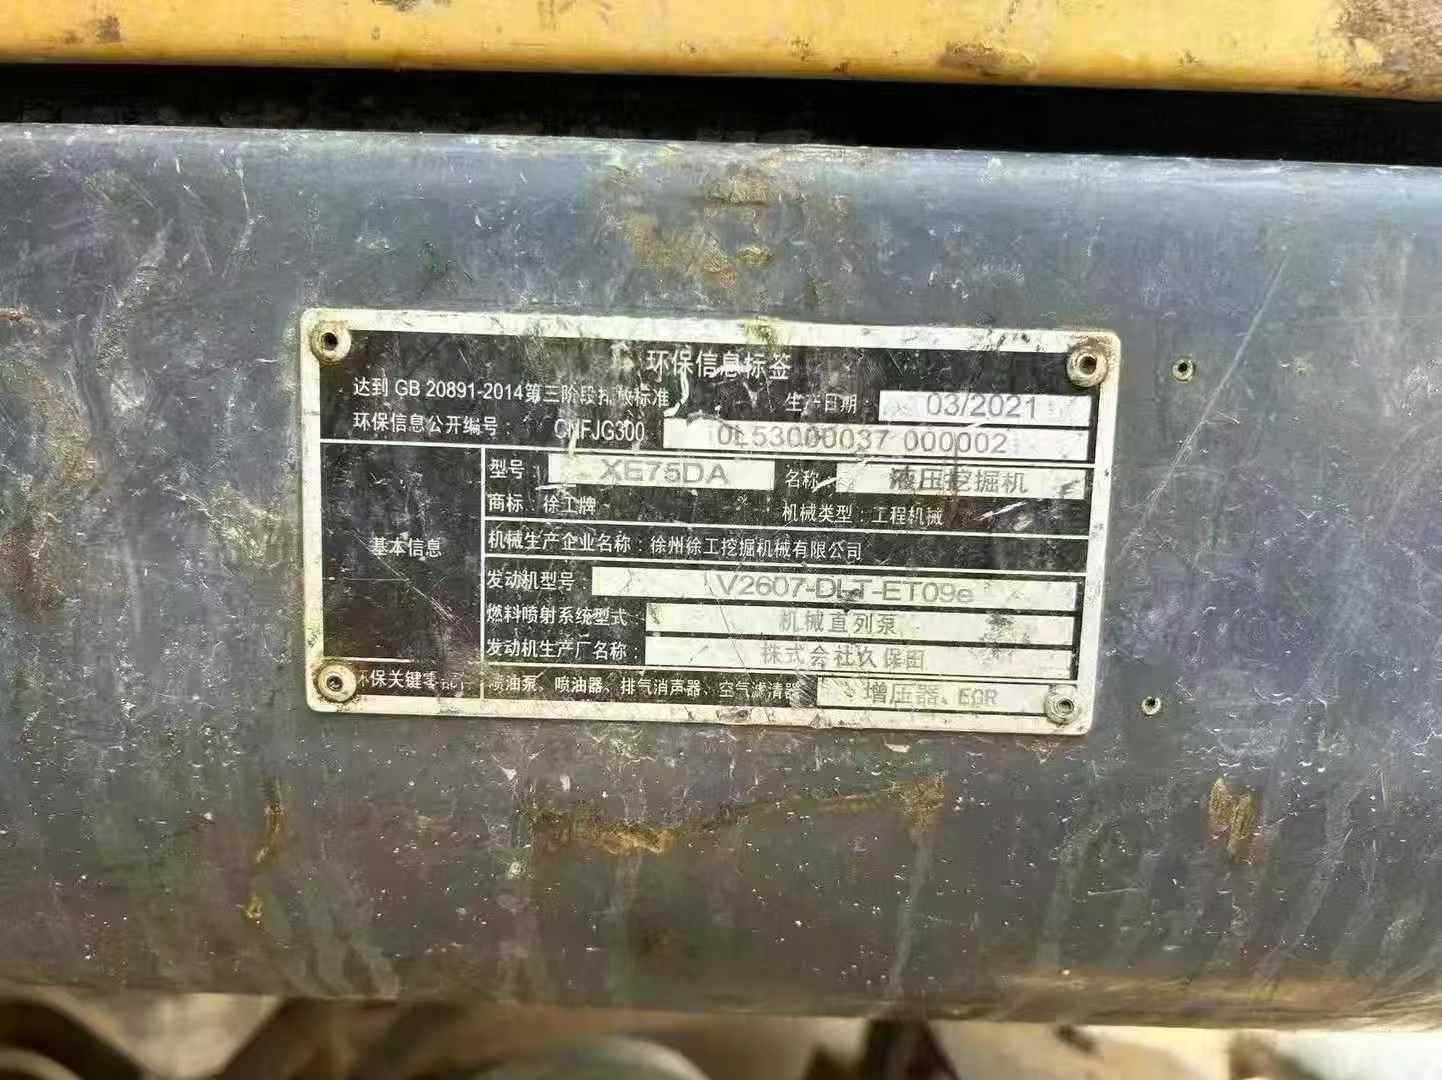 环保信息标签
达到 GB 20891-2014第三阶段排放标准
生产日期: 03/2021
环保信息公开编号: CNFJG300 0L53000037 000002
基本信息
型号: XE75DA 名称: 液压挖掘机
商标: 徐工牌 机械类型: 工程机械
机械生产企业名称: 徐州徐工挖掘机械有限公司
发动机型号: V2607-DLT-ET09e
燃料喷射系统型式: 机械直列泵
发动机生产厂名称: 株式会社久保田
环保关键零部件 喷油泵、喷油器、排气消声器、空气滤清器 增压器、EGR